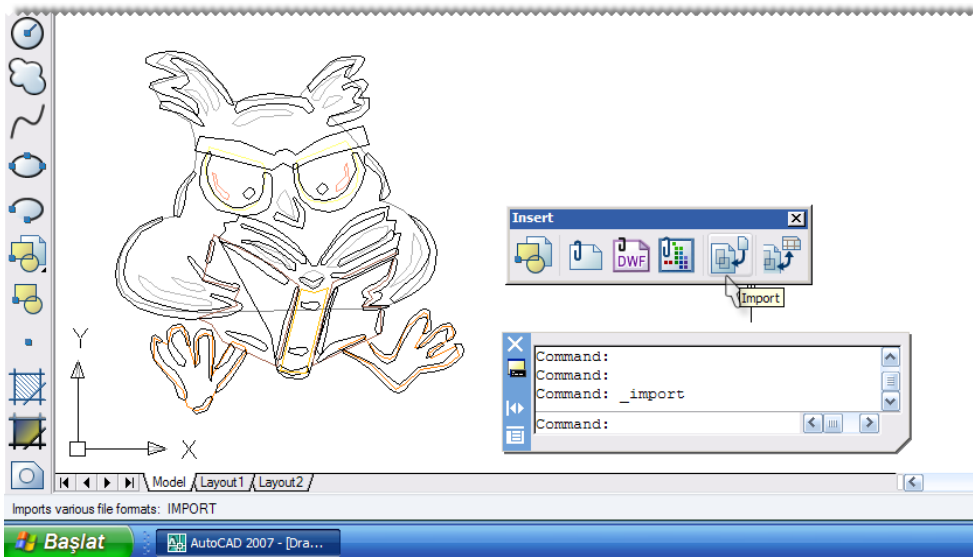 Insert
DWF
Import
Command:
Command:
Command: _import
Command:
Y
X
Model
Layout1
Layout2
Imports various file formats: IMPORT
Başlat
AutoCAD 2007 - [Dra...